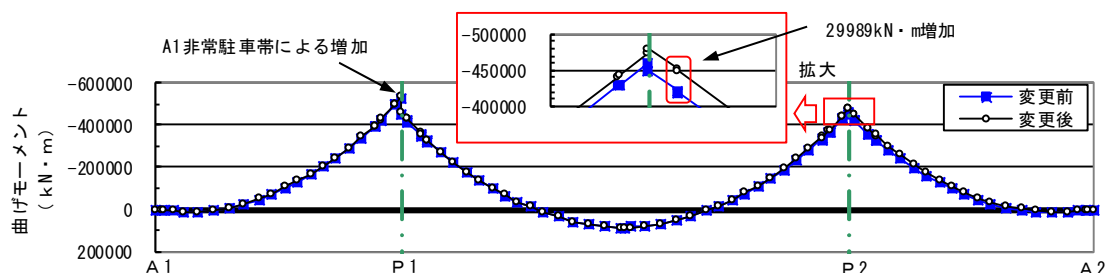 A1非常駐車帯による増加
29989kN・m増加
-500000
-450000
-400000
拡大
-600000
-400000
-200000
0
200000
曲げモーメント
(kN・m)
変更前
変更後
A1
P1
P2
A2